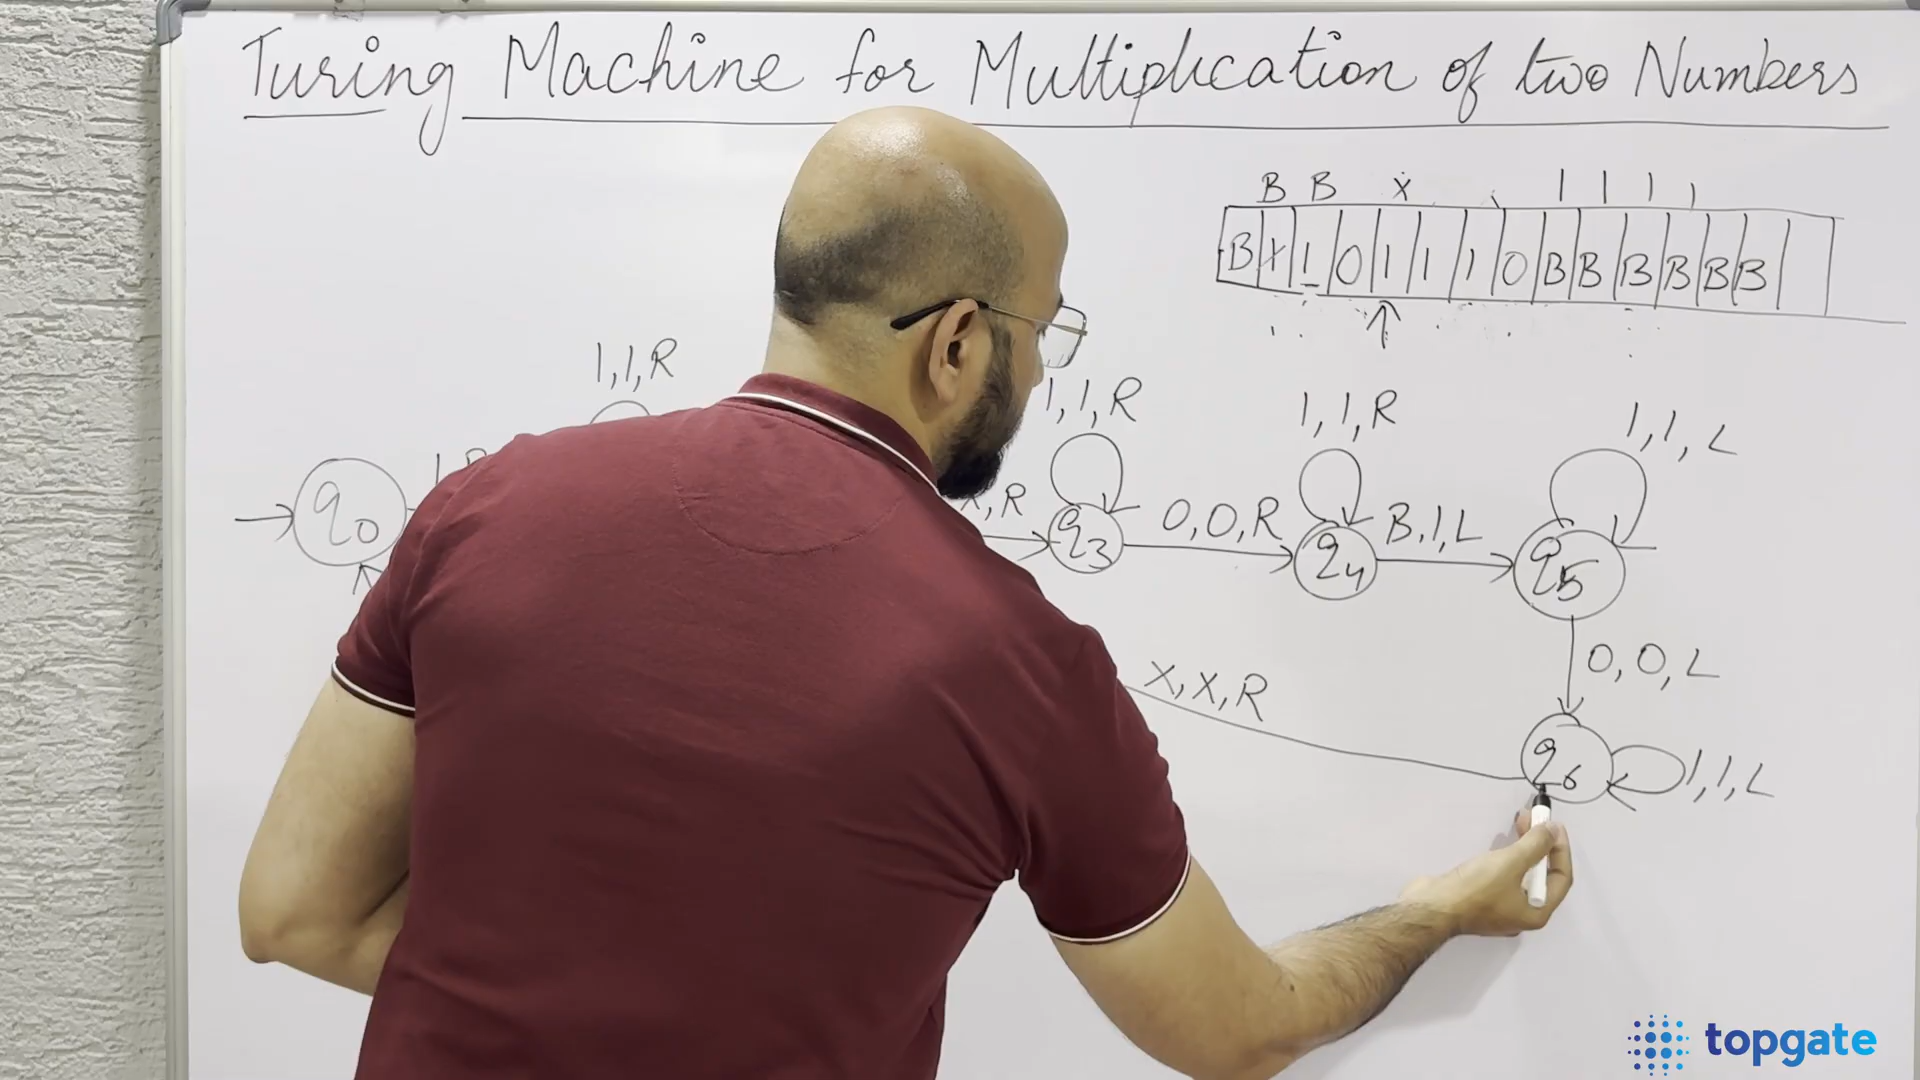 Turing Machine for Multiplication of two Numbers
B B X 1 1 1 1
B 1 1 0 1 1 1 0 B B B B B B
1,1,R
1,1,R
1,1,R
1,1,L
q0
X,R
q3
0,0,R
q4
B,1,L
q5
0,0,L
X,X,R
q6
1,1,L
topgate